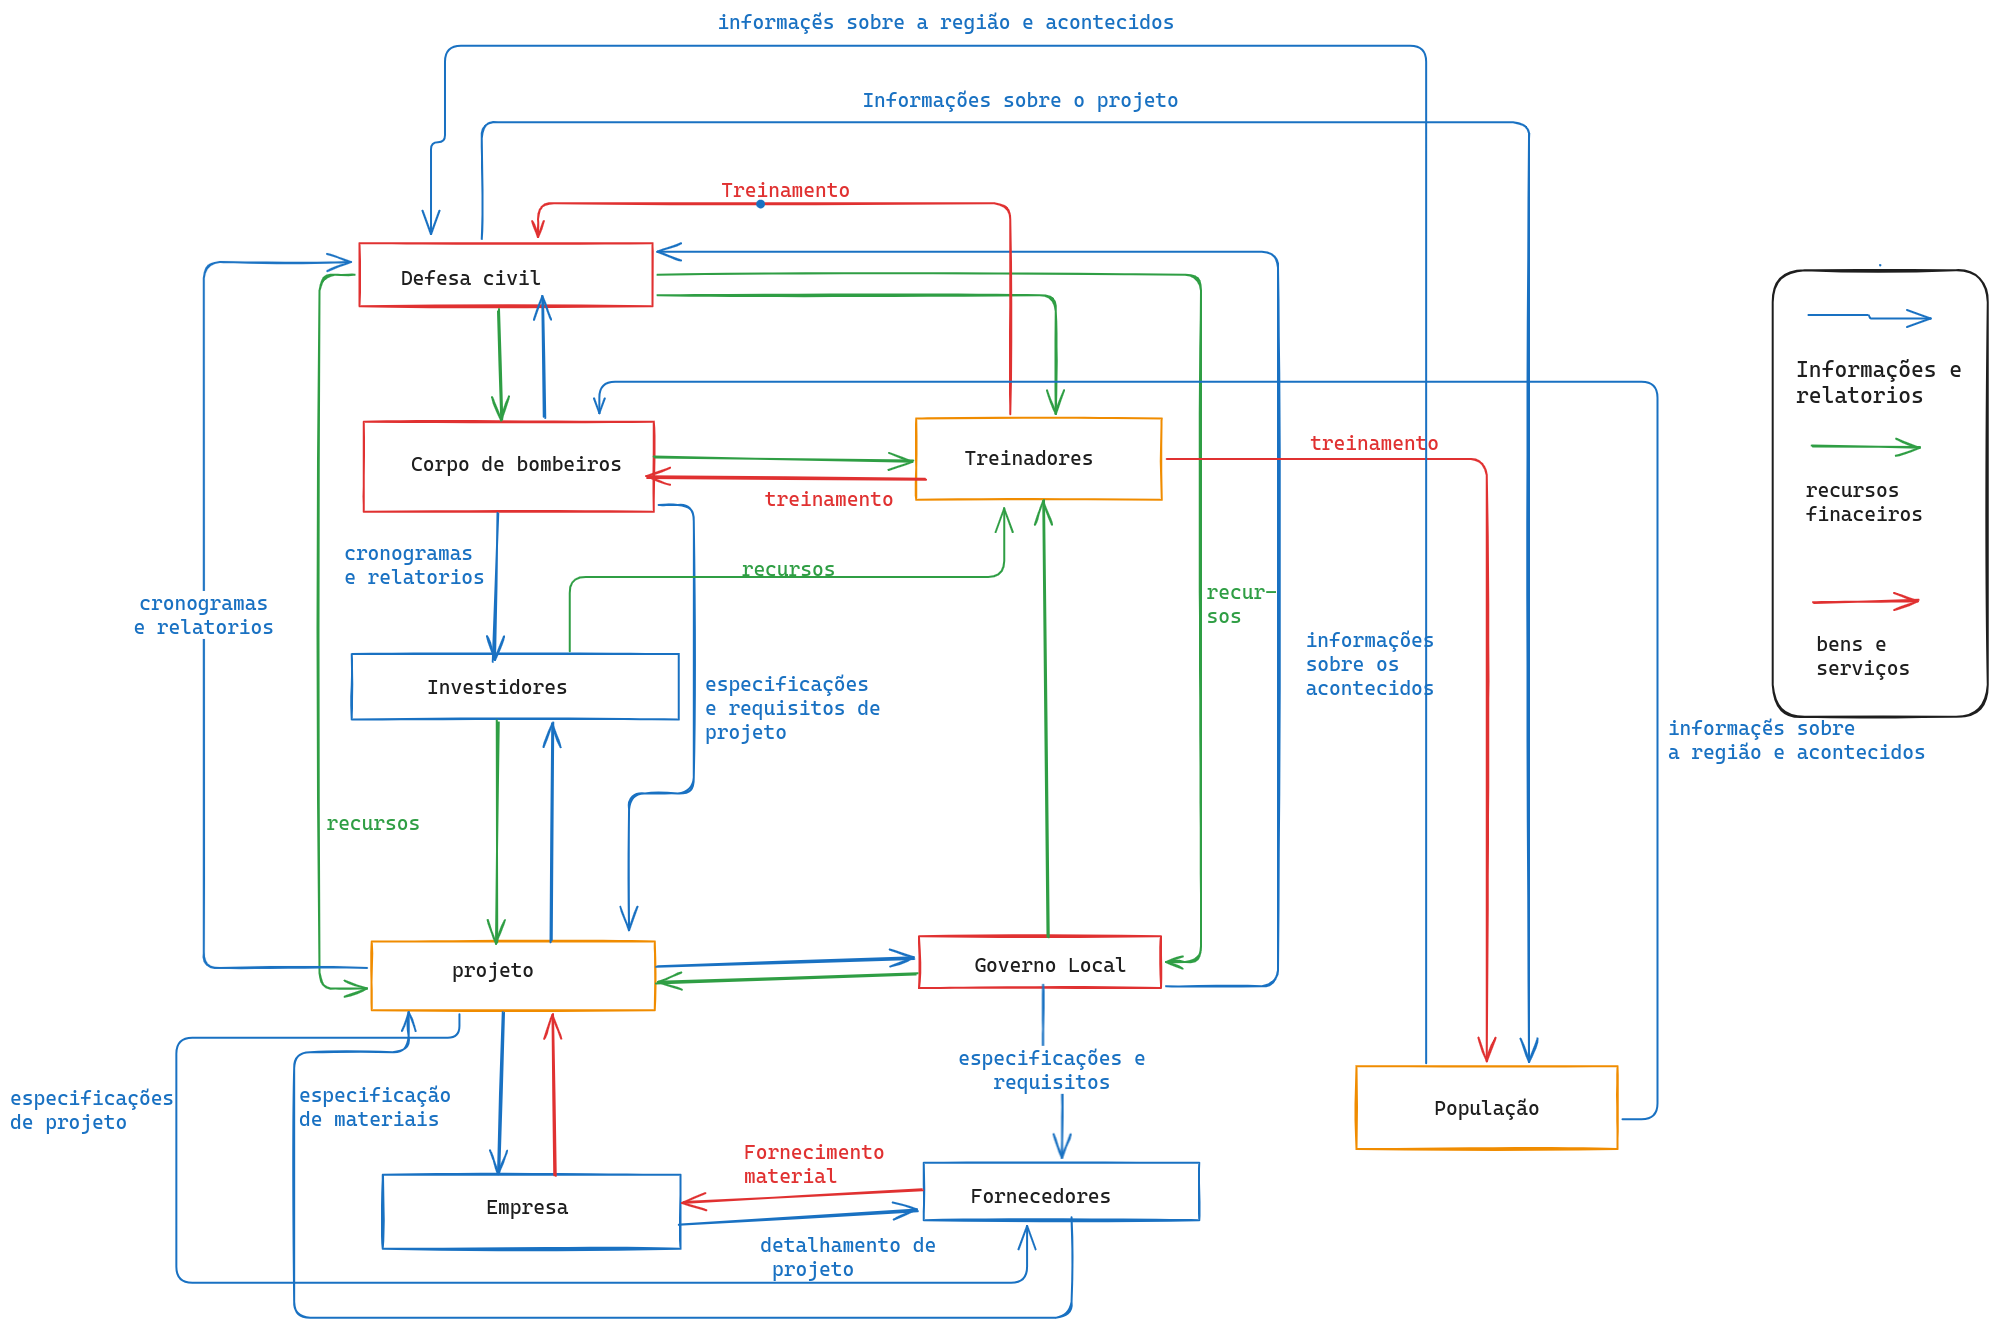 informaçẽs sobre a região e acontecidos
Informações sobre o projeto
Treinamento
Defesa civil
Informações e
relatorios
Corpo de bombeiros
Treinadores
treinamento
treinamento
recursos
finaceiros
cronogramas
e relatorios
recursos
cronogramas
e relatorios
recur-
sos
informações
sobre os
acontecidos
bens e
serviços
Investidores
especificações
e requisitos de
projeto
informaçẽs sobre
a região e acontecidos
recursos
projeto
Governo Local
especificações
de projeto
especificação
de materiais
especificações e
requisitos
População
Fornecimento
material
Empresa
Fornecedores
detalhamento de
projeto